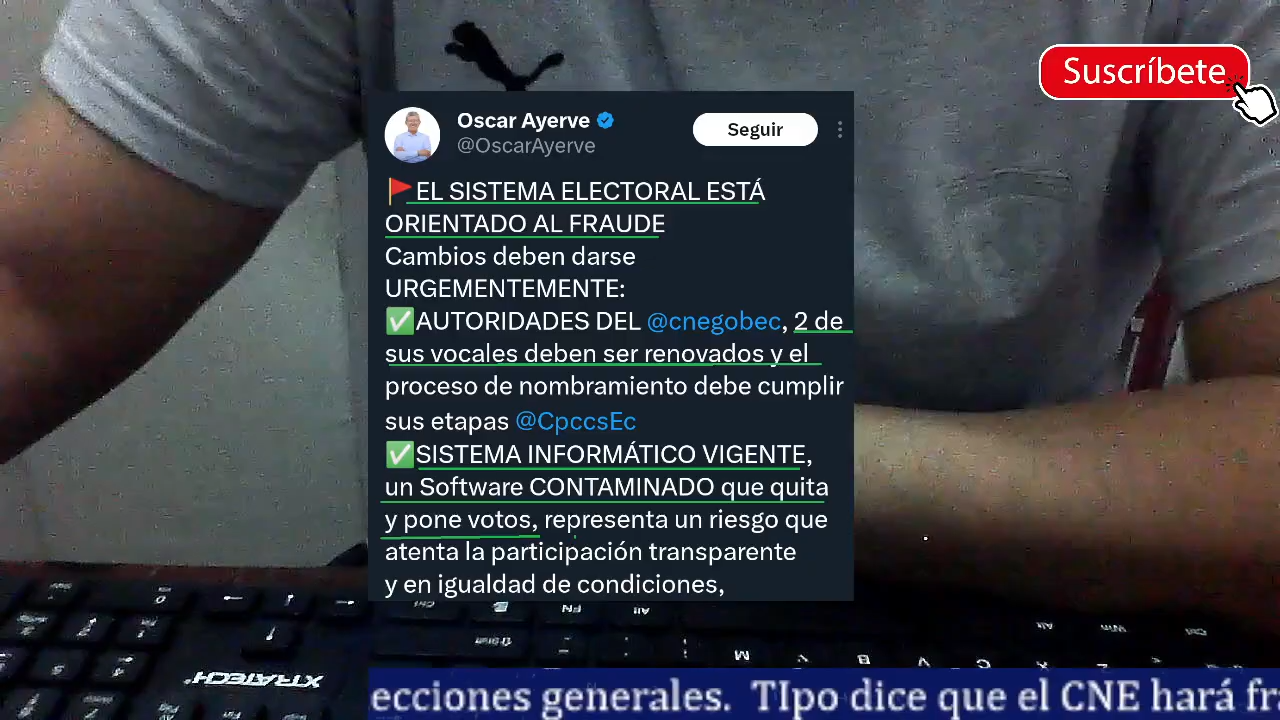 Suscríbete
Oscar Ayerve
@OscarAyerve
Seguir
🚩EL SISTEMA ELECTORAL ESTÁ
ORIENTADO AL FRAUDE
Cambios deben darse
URGEMENTEMENTE:
✅AUTORIDADES DEL @cnegobec, 2 de
sus vocales deben ser renovados y el
proceso de nombramiento debe cumplir
sus etapas @CpccsEc
✅SISTEMA INFORMÁTICO VIGENTE,
un Software CONTAMINADO que quita
y pone votos, representa un riesgo que
atenta la participación transparente
y en igualdad de condiciones,
XTRATECH
ecciones generales. TIpo dice que el CNE hará fr